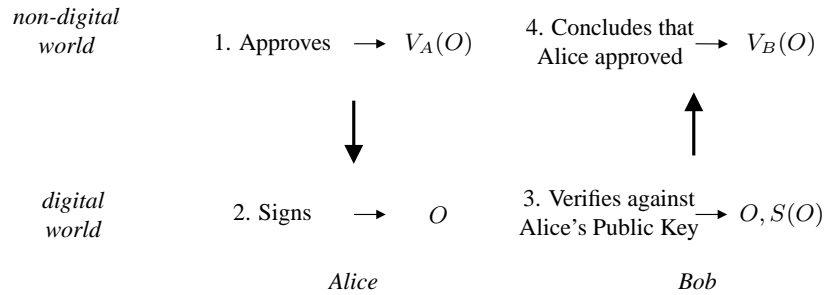 non-digital
world
1. Approves
V_A(O)
4. Concludes that
Alice approved
V_B(O)
digital
world
2. Signs
O
3. Verifies against
Alice's Public Key
O, S(O)
Alice
Bob